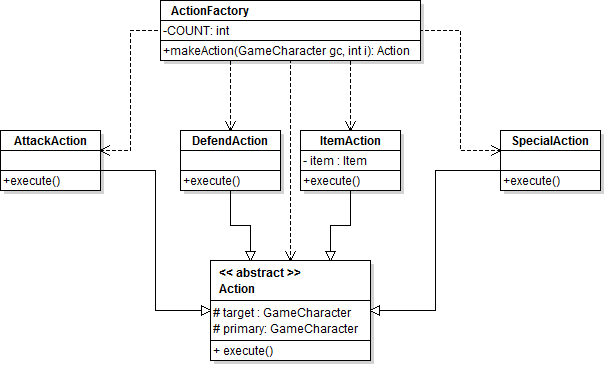 ActionFactory
-COUNT: int
+makeAction(GameCharacter gc, int i): Action
AttackAction
+execute()
DefendAction
+execute()
ItemAction
- item : Item
+execute()
SpecialAction
+execute()
<< abstract >>
Action
# target : GameCharacter
# primary: GameCharacter
+ execute()